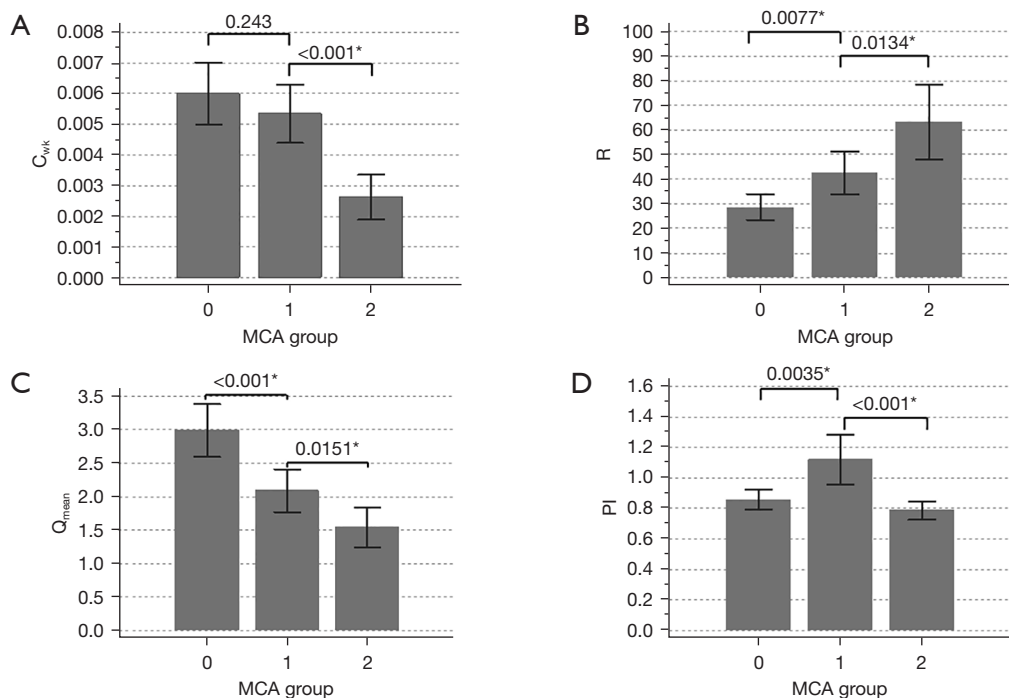 A
0.243
<0.001*
0.008
0.007
0.006
0.005
0.004
0.003
0.002
0.001
0.000
C_wk
0 1 2
MCA group
B
0.0077*
0.0134*
100
90
80
70
60
50
40
30
20
10
0
R
0 1 2
MCA group
C
<0.001*
0.0151*
3.5
3.0
2.5
2.0
1.5
1.0
0.5
0.0
Q_mean
0 1 2
MCA group
D
0.0035*
<0.001*
1.6
1.4
1.2
1.0
0.8
0.6
0.4
0.2
0.0
PI
0 1 2
MCA group